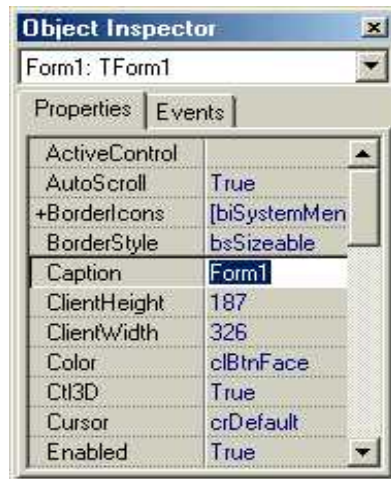 Object Inspector
Form1: TForm1
Properties Events
ActiveControl
AutoScroll True
+BorderIcons [biSystemMen
BorderStyle bsSizeable
Caption Form1
ClientHeight 187
ClientWidth 326
Color clBtnFace
Ctl3D True
Cursor crDefault
Enabled True